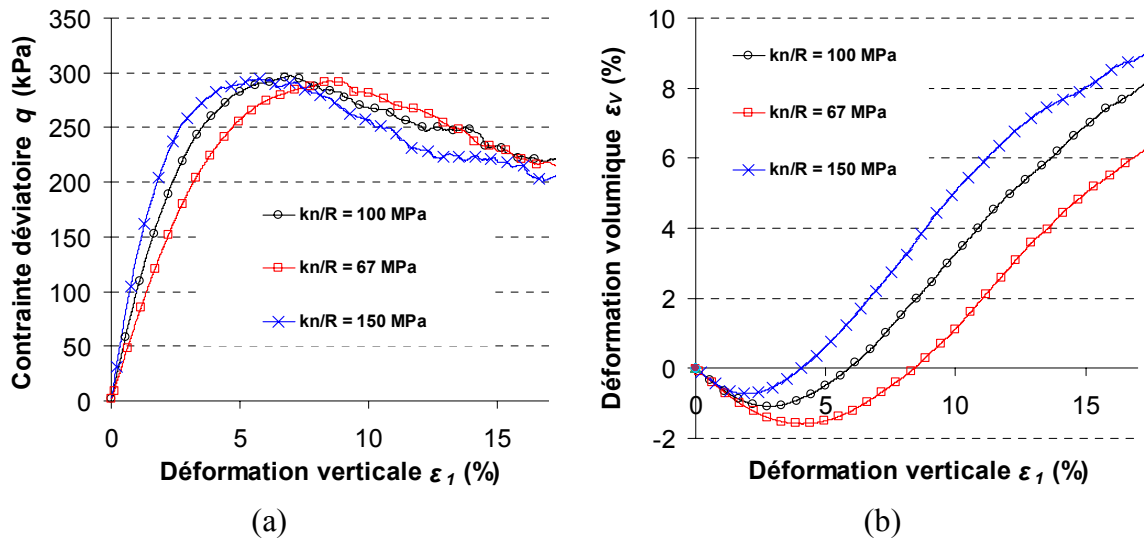 350
300
250
200
150
100
50
0
Contrainte déviatoire q (kPa)
kn/R = 100 MPa
kn/R = 67 MPa
kn/R = 150 MPa
0 5 10 15
Déformation verticale ε1 (%)
(a)
10
8
6
4
2
0
-2
Déformation volumique εv (%)
kn/R = 100 MPa
kn/R = 67 MPa
kn/R = 150 MPa
0 5 10 15
Déformation verticale ε1 (%)
(b)